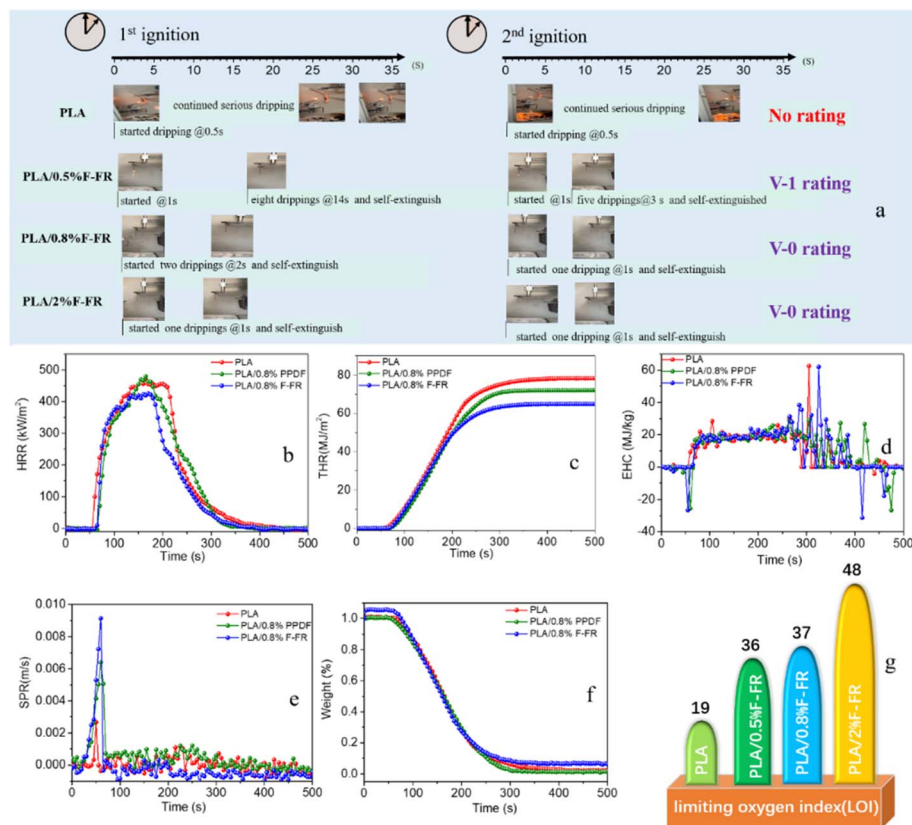 1st ignition
2nd ignition
0 5 10 15 20 25 30 35 (S)
0 5 10 15 20 25 30 35 (S)
PLA
continued serious dripping
started dripping @0.5s
continued serious dripping
started dripping @0.5s
No rating
PLA/0.5%F-FR
started @1s
eight drippings @14s and self-extinguish
started @1s
five drippings@3 s and self-extinguished
V-1 rating
a
PLA/0.8%F-FR
started two drippings @2s and self-extinguish
started one dripping @1s and self-extinguish
V-0 rating
PLA/2%F-FR
started one drippings @1s and self-extinguish
started one dripping @1s and self-extinguish
V-0 rating
HRR (kW/m²)
500
400
300
200
100
0
PLA
PLA/0.8% PPDF
PLA/0.8% F-FR
b
0 100 200 300 400 500
Time (s)
THR(MJ/m²)
80
60
40
20
0
PLA
PLA/0.8% PPDF
PLA/0.8% F-FR
c
0 100 200 300 400 500
Time (s)
EHC (MJ/kg)
60
40
20
0
-20
-40
PLA
PLA/0.8% PPDF
PLA/0.8% F-FR
d
0 100 200 300 400 500
Time (s)
SPR(m/s)
0.010
0.008
0.006
0.004
0.002
0.000
PLA
PLA/0.8% PPDF
PLA/0.8% F-FR
e
0 100 200 300 400 500
Time (s)
Weight (%)
1.0
0.8
0.6
0.4
0.2
0.0
PLA
PLA/0.8% PPDF
PLA/0.8% F-FR
f
0 100 200 300 400 500
Time (s)
48
37
36
19
g
PLA
PLA/0.5%F-FR
PLA/0.8%F-FR
PLA/2%F-FR
limiting oxygen index(LOI)